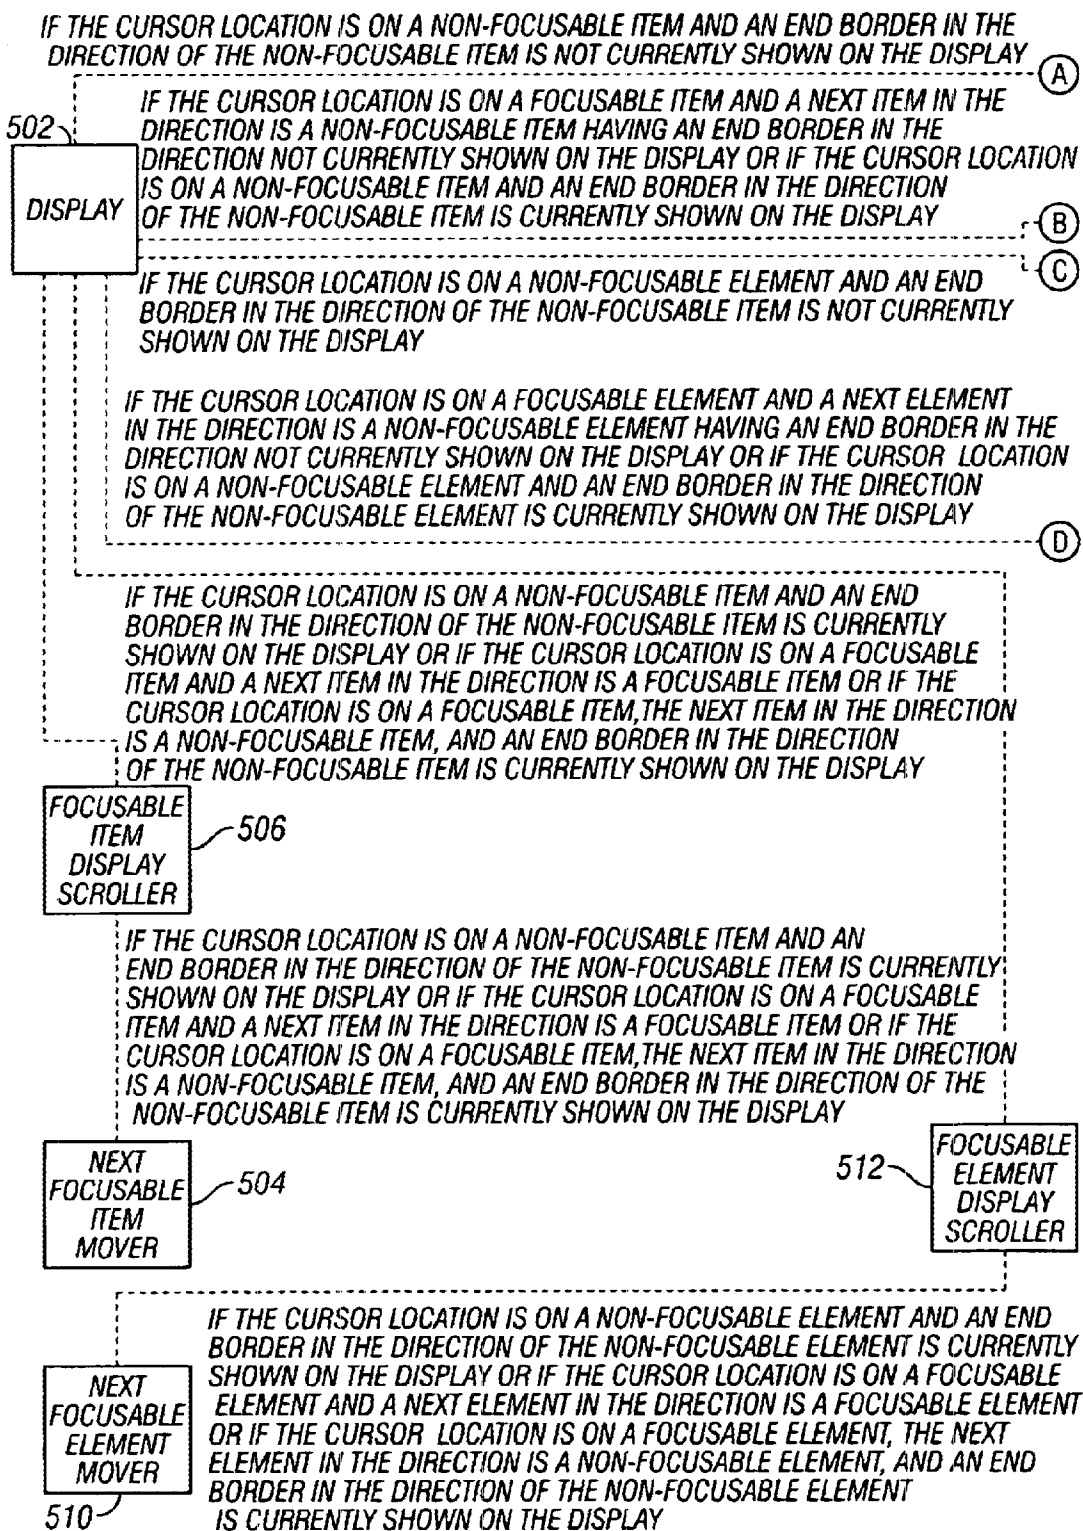 IF THE CURSOR LOCATION IS ON A NON-FOCUSABLE ITEM AND AN END BORDER IN THE
DIRECTION OF THE NON-FOCUSABLE ITEM IS NOT CURRENTLY SHOWN ON THE DISPLAY
A
502
DISPLAY
IF THE CURSOR LOCATION IS ON A FOCUSABLE ITEM AND A NEXT ITEM IN THE
DIRECTION IS A NON-FOCUSABLE ITEM HAVING AN END BORDER IN THE
DIRECTION NOT CURRENTLY SHOWN ON THE DISPLAY OR IF THE CURSOR LOCATION
IS ON A NON-FOCUSABLE ITEM AND AN END BORDER IN THE DIRECTION
OF THE NON-FOCUSABLE ITEM IS CURRENTLY SHOWN ON THE DISPLAY
B
C
IF THE CURSOR LOCATION IS ON A NON-FOCUSABLE ELEMENT AND AN END
BORDER IN THE DIRECTION OF THE NON-FOCUSABLE ITEM IS NOT CURRENTLY
SHOWN ON THE DISPLAY
IF THE CURSOR LOCATION IS ON A FOCUSABLE ELEMENT AND A NEXT ELEMENT
IN THE DIRECTION IS A NON-FOCUSABLE ELEMENT HAVING AN END BORDER IN THE
DIRECTION NOT CURRENTLY SHOWN ON THE DISPLAY OR IF THE CURSOR LOCATION
IS ON A NON-FOCUSABLE ELEMENT AND AN END BORDER IN THE DIRECTION
OF THE NON-FOCUSABLE ELEMENT IS CURRENTLY SHOWN ON THE DISPLAY
D
IF THE CURSOR LOCATION IS ON A NON-FOCUSABLE ITEM AND AN END
BORDER IN THE DIRECTION OF THE NON-FOCUSABLE ITEM IS CURRENTLY
SHOWN ON THE DISPLAY OR IF THE CURSOR LOCATION IS ON A FOCUSABLE
ITEM AND A NEXT ITEM IN THE DIRECTION IS A FOCUSABLE ITEM OR IF THE
CURSOR LOCATION IS ON A FOCUSABLE ITEM, THE NEXT ITEM IN THE DIRECTION
IS A NON-FOCUSABLE ITEM, AND AN END BORDER IN THE DIRECTION
OF THE NON-FOCUSABLE ITEM IS CURRENTLY SHOWN ON THE DISPLAY
FOCUSABLE
ITEM
DISPLAY
SCROLLER
506
IF THE CURSOR LOCATION IS ON A NON-FOCUSABLE ITEM AND AN
END BORDER IN THE DIRECTION OF THE NON-FOCUSABLE ITEM IS CURRENTLY
SHOWN ON THE DISPLAY OR IF THE CURSOR LOCATION IS ON A FOCUSABLE
ITEM AND A NEXT ITEM IN THE DIRECTION IS A FOCUSABLE ITEM OR IF THE
CURSOR LOCATION IS ON A FOCUSABLE ITEM, THE NEXT ITEM IN THE DIRECTION
IS A NON-FOCUSABLE ITEM, AND AN END BORDER IN THE DIRECTION OF THE
NON-FOCUSABLE ITEM IS CURRENTLY SHOWN ON THE DISPLAY
NEXT
FOCUSABLE
ITEM
MOVER
504
512
FOCUSABLE
ELEMENT
DISPLAY
SCROLLER
IF THE CURSOR LOCATION IS ON A NON-FOCUSABLE ELEMENT AND AN END
BORDER IN THE DIRECTION OF THE NON-FOCUSABLE ELEMENT IS CURRENTLY
SHOWN ON THE DISPLAY OR IF THE CURSOR LOCATION IS ON A FOCUSABLE
ELEMENT AND A NEXT ELEMENT IN THE DIRECTION IS A FOCUSABLE ELEMENT
OR IF THE CURSOR LOCATION IS ON A FOCUSABLE ELEMENT, THE NEXT
ELEMENT IN THE DIRECTION IS A NON-FOCUSABLE ELEMENT, AND AN END
BORDER IN THE DIRECTION OF THE NON-FOCUSABLE ELEMENT
IS CURRENTLY SHOWN ON THE DISPLAY
NEXT
FOCUSABLE
ELEMENT
MOVER
510